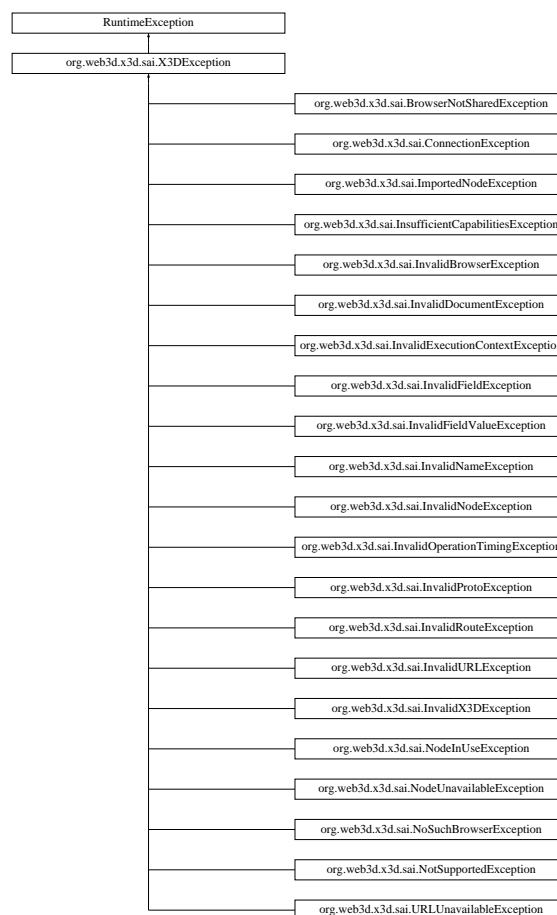 RuntimeException
org.web3d.x3d.sai.X3DException
org.web3d.x3d.sai.BrowserNotSharedException
org.web3d.x3d.sai.ConnectionException
org.web3d.x3d.sai.ImportedNodeException
org.web3d.x3d.sai.InsufficientCapabilitiesException
org.web3d.x3d.sai.InvalidBrowserException
org.web3d.x3d.sai.InvalidDocumentException
org.web3d.x3d.sai.InvalidExecutionContextExceptio
org.web3d.x3d.sai.InvalidFieldException
org.web3d.x3d.sai.InvalidFieldValueException
org.web3d.x3d.sai.InvalidNameException
org.web3d.x3d.sai.InvalidNodeException
org.web3d.x3d.sai.InvalidOperationTimingException
org.web3d.x3d.sai.InvalidProtoException
org.web3d.x3d.sai.InvalidRouteException
org.web3d.x3d.sai.InvalidURLException
org.web3d.x3d.sai.InvalidX3DException
org.web3d.x3d.sai.NodeInUseException
org.web3d.x3d.sai.NodeUnavailableException
org.web3d.x3d.sai.NoSuchBrowserException
org.web3d.x3d.sai.NotSupportedException
org.web3d.x3d.sai.URLUnavailableException